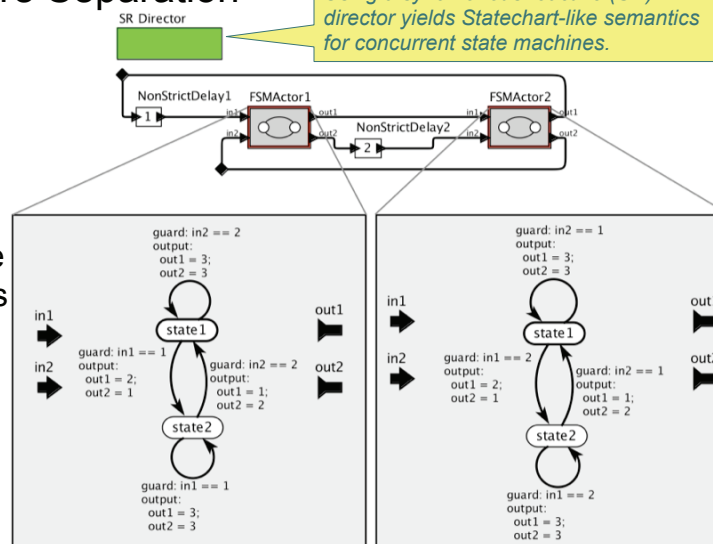 Separation
SR Director
director yields Statechart-like semantics
for concurrent state machines.
NonStrictDelay1
FSMActor1
FSMActor2
1
in1
in2
out1
out2
NonStrictDelay2
2
in1
in2
out1
out2
guard: in2 == 2
output:
out1 = 3;
out2 = 3
in1
in2
out1
out2
state1
guard: in1 == 1
output:
out1 = 2;
out2 = 1
guard: in2 == 2
output:
out1 = 1;
out2 = 2
state2
guard: in1 == 1
output:
out1 = 3;
out2 = 3
guard: in2 == 1
output:
out1 = 3;
out2 = 3
in1
in2
state1
guard: in1 == 2
output:
out1 = 2;
out2 = 1
guard: in2 == 1
output:
out1 = 1;
out2 = 2
state2
guard: in1 == 2
output:
out1 = 3;
out2 = 3